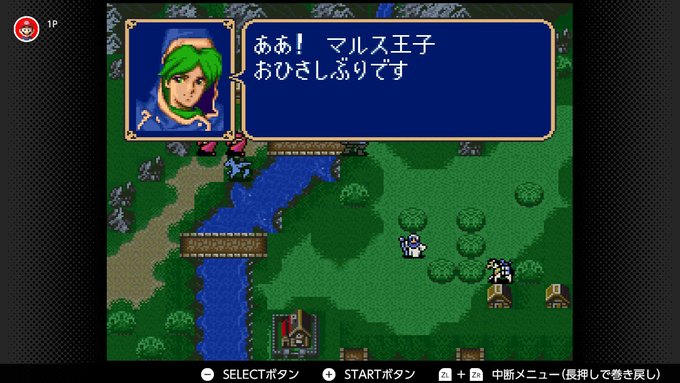 1P
ああ! マルス王子
おひさしぶりです
SELECTボタン
STARTボタン
ZL + ZR 中断メニュー(長押しで巻き戻し)